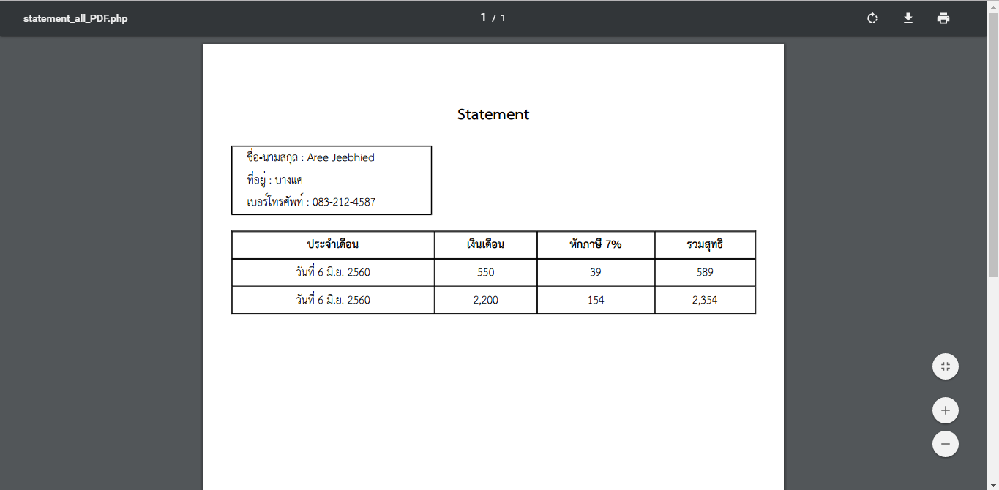 statement_all_PDF.php
1 / 1
Statement
ชื่อ-นามสกุล : Aree Jeebhied
ที่อยู่ : บางแค
เบอร์โทรศัพท์ : 083-212-4587
ประจำเดือน เงินเดือน หักภาษี 7% รวมสุทธิ
วันที่ 6 มิ.ย. 2560 550 39 589
วันที่ 6 มิ.ย. 2560 2,200 154 2,354